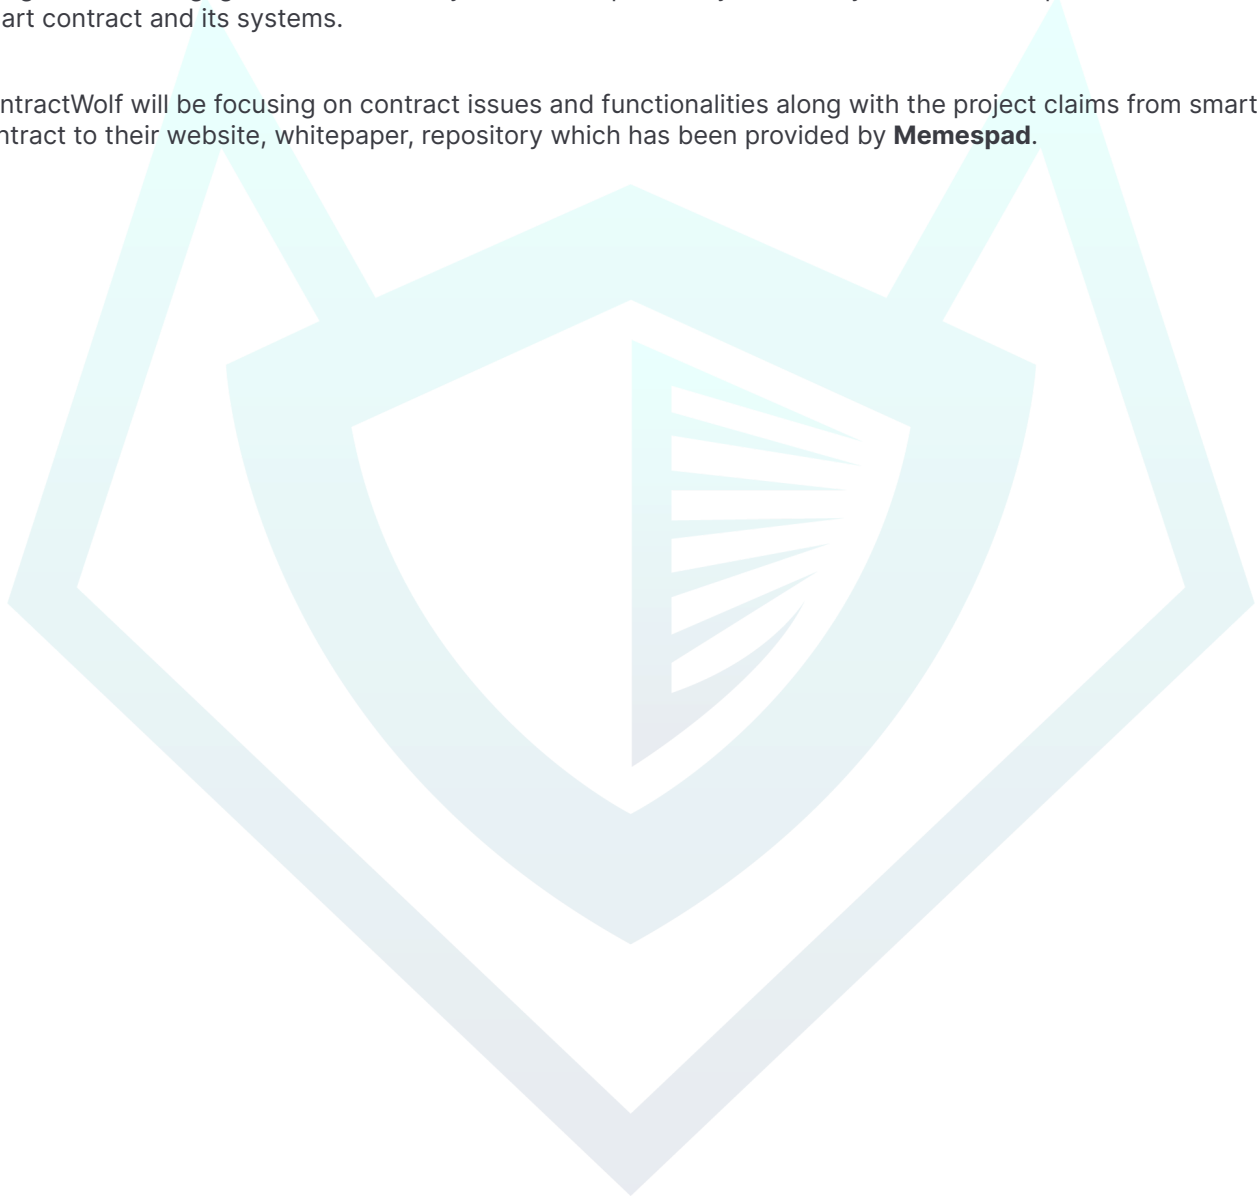 art contract and its systems.
ntractWolf will be focusing on contract issues and functionalities along with the project claims from smart
ntract to their website, whitepaper, repository which has been provided by Memespad.